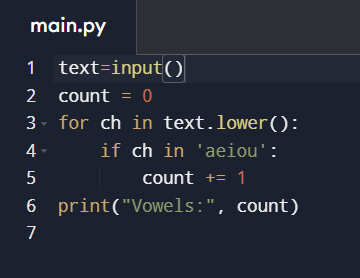 main.py
1 text=input()
2 count = 0
3 for ch in text.lower():
4     if ch in 'aeiou':
5         count += 1
6 print("Vowels:", count)
7